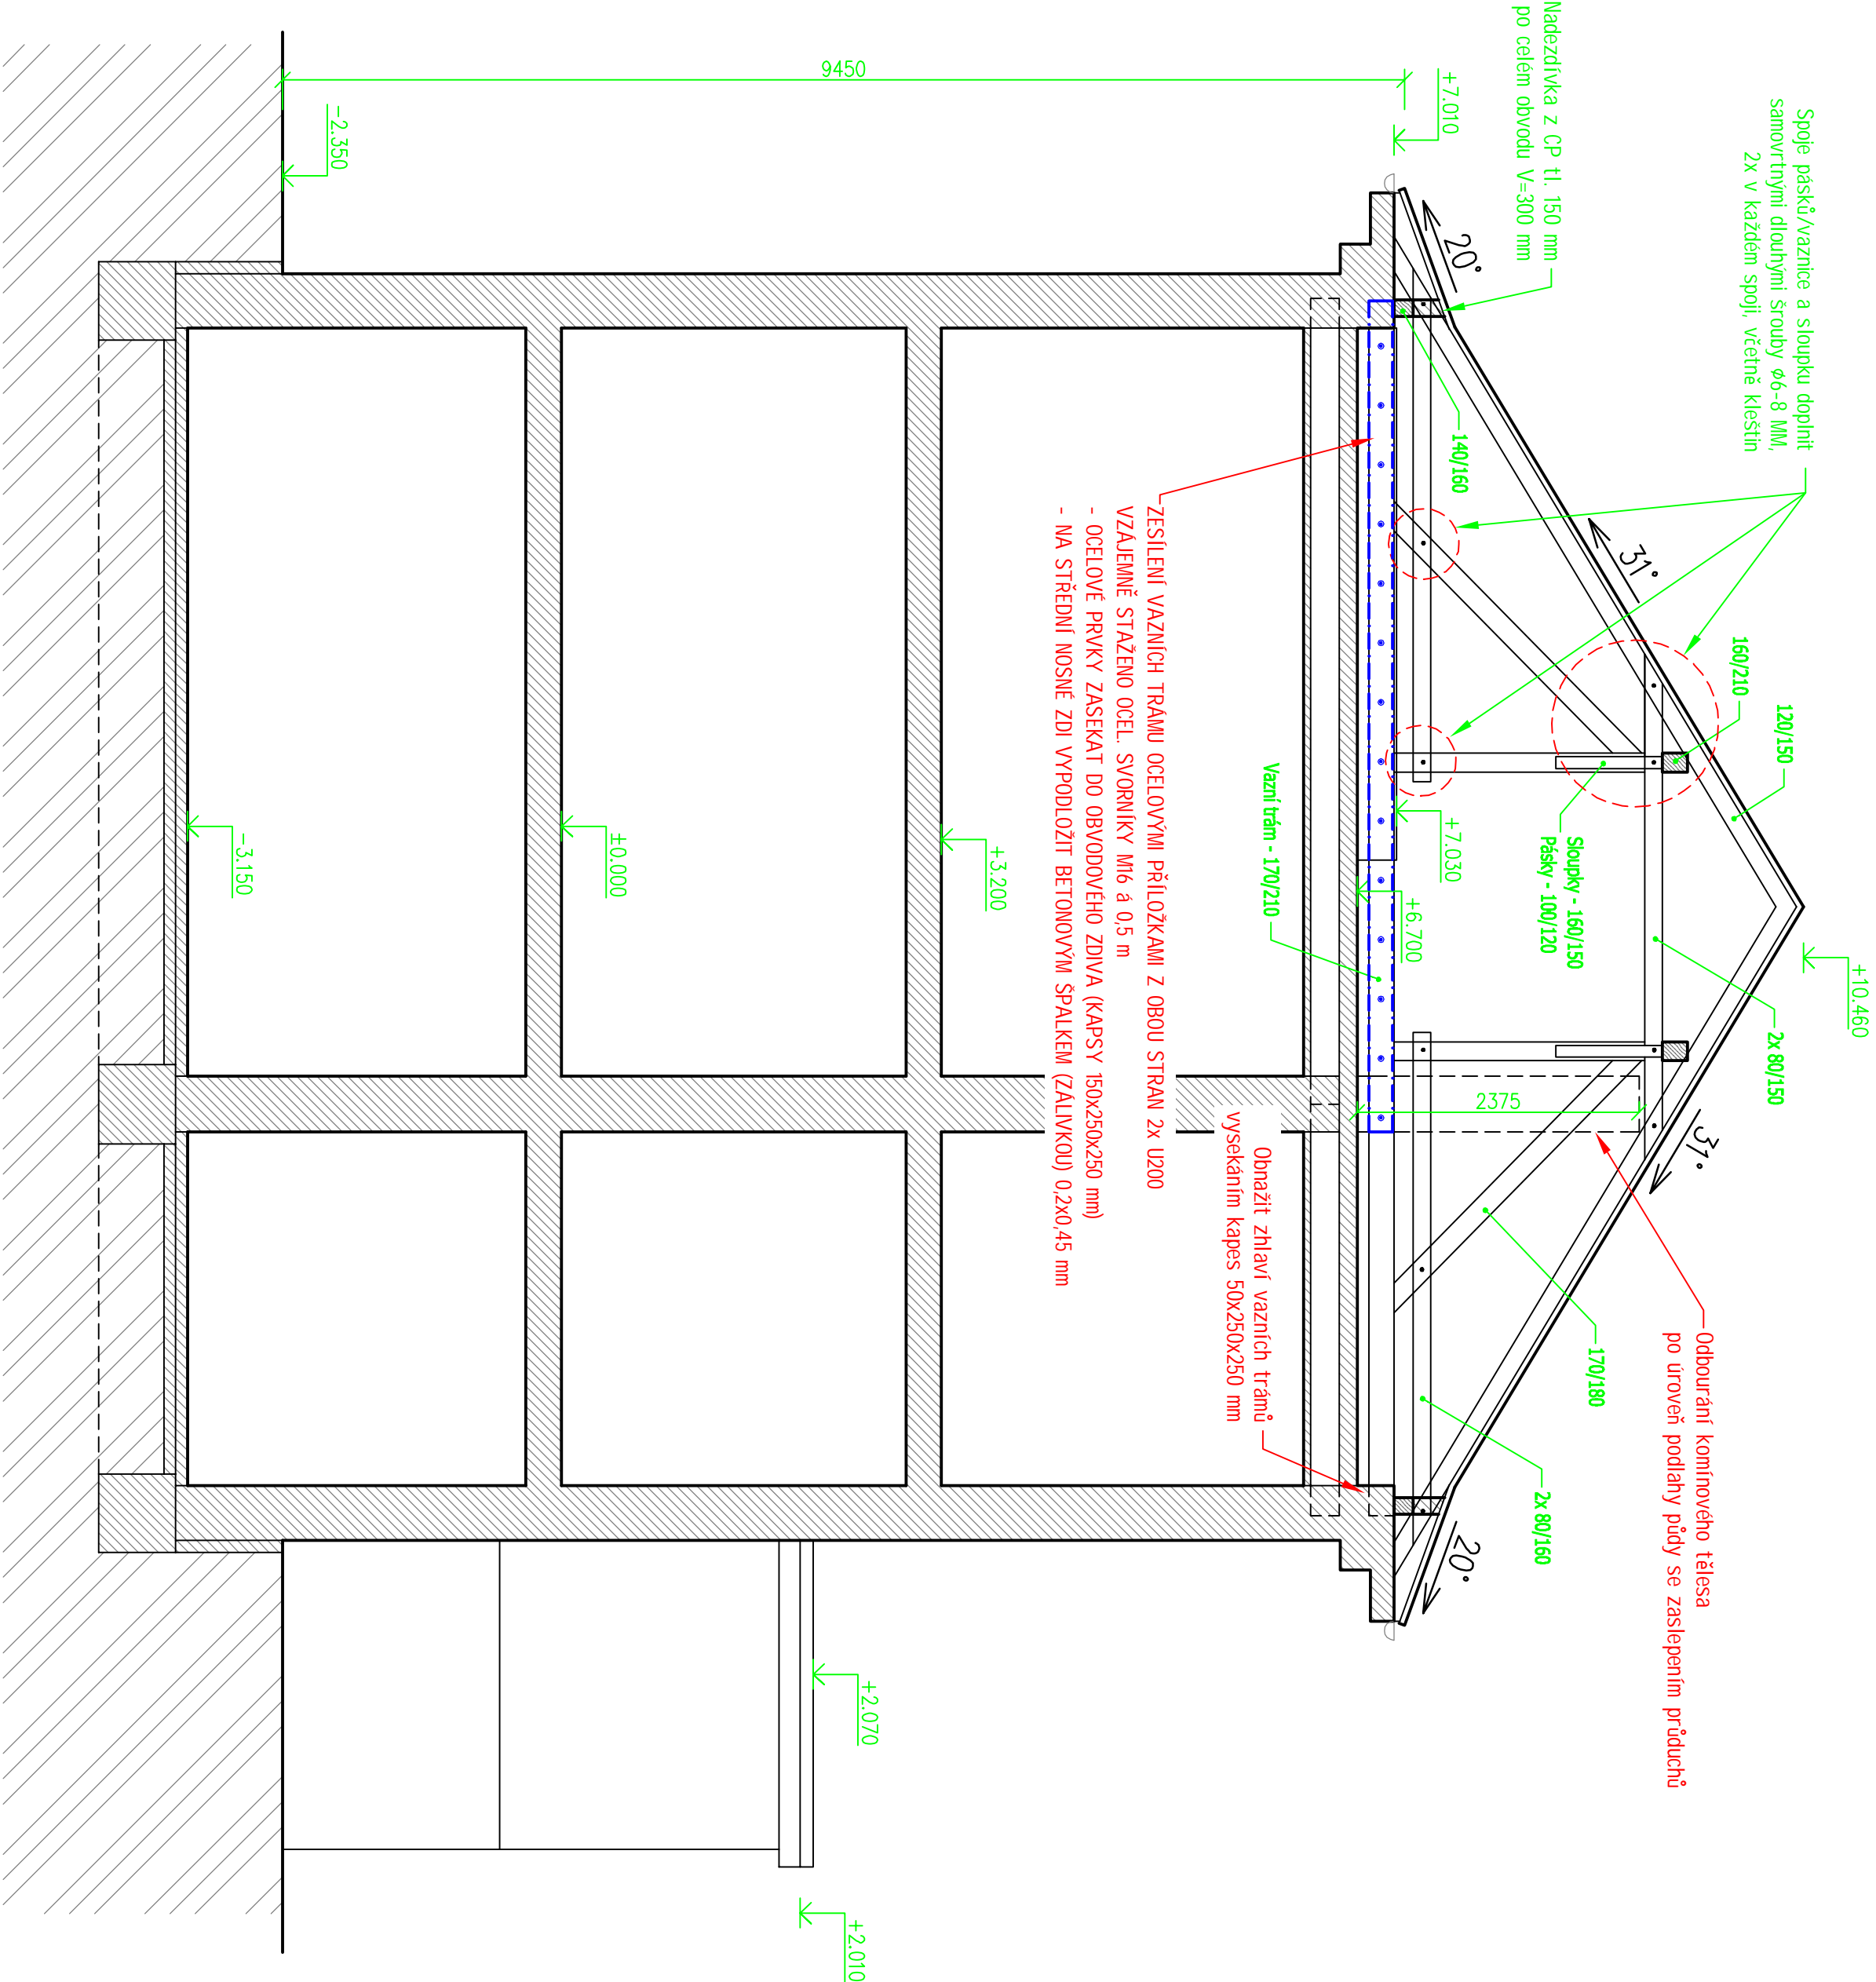 +10.460
Spoje pásků/vaznice a sloupku doplnit
samovrtnými dlouhými šrouby ø6-8 MM,
2x v každém spoji, včetně kleštin
120/150
160/210
2x 80/150
31°
31°
Odbourání komínového tělesa
po úroveň podlahy půdy se zaslepením průduchů
Sloupky - 160/150
Pásky - 100/120
170/180
Nadezdívka z CP tl. 150 mm
po celém obvodu V=300 mm
2x 80/160
2375
20°
20°
140/160
+7.010
+7.030
+6.700
Vazní trám - 170/210
Obnažit zhlaví vazních trámů
vysekáním kapes 50x250x250 mm
ZESÍLENÍ VAZNÍCH TRÁMU OCELOVÝMI PŘÍLOŽKAMI Z OBOU STRAN 2x U200
VZÁJEMNĚ STAŽENO OCEL. SVORNÍKY M16 á 0,5 m
- OCELOVÉ PRVKY ZASEKAT DO OBVODOVÉHO ZDIVA (KAPSY 150x250x250 mm)
- NA STŘEDNÍ NOSNÉ ZDI VYPODLOŽIT BETONOVÝM ŠPALKEM (ZÁLIVKOU) 0,2x0,45 mm
+3.200
9450
+2.070
+2.010
±0.000
-2.350
-3.150